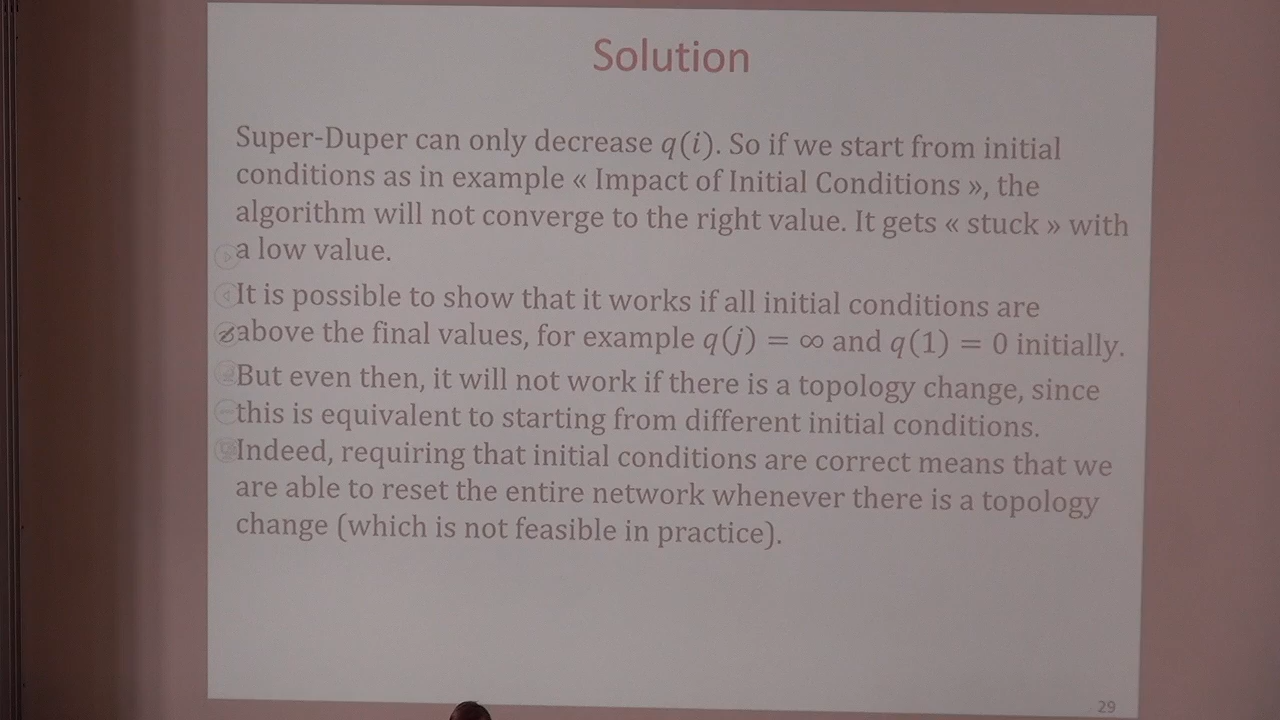 Solution
Super-Duper can only decrease q(i). So if we start from initial
conditions as in example « Impact of Initial Conditions », the
algorithm will not converge to the right value. It gets « stuck » with
a low value.
It is possible to show that it works if all initial conditions are
above the final values, for example q(j) = ∞ and q(1) = 0 initially.
But even then, it will not work if there is a topology change, since
this is equivalent to starting from different initial conditions.
Indeed, requiring that initial conditions are correct means that we
are able to reset the entire network whenever there is a topology
change (which is not feasible in practice).
29